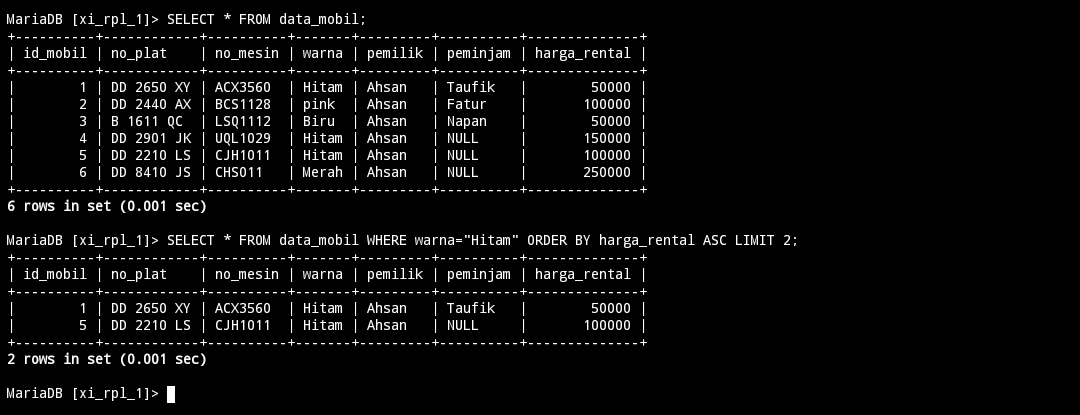 MariaDB [xi_rpl_1]> SELECT * FROM data_mobil;
+----------+------------+----------+-------+---------+----------+--------------+
| id_mobil | no_plat    | no_mesin | warna | pemilik | peminjam | harga_rental |
+----------+------------+----------+-------+---------+----------+--------------+
|        1 | DD 2650 XY | ACX3560  | Hitam | Ahsan   | Taufik   |        50000 |
|        2 | DD 2440 AX | BCS1128  | pink  | Ahsan   | Fatur    |       100000 |
|        3 | B 1611 QC  | LSQ1112  | Biru  | Ahsan   | Napan    |        50000 |
|        4 | DD 2901 JK | UQL1029  | Hitam | Ahsan   | NULL     |       150000 |
|        5 | DD 2210 LS | CJH1011  | Hitam | Ahsan   | NULL     |       100000 |
|        6 | DD 8410 JS | CHS011   | Merah | Ahsan   | NULL     |       250000 |
+----------+------------+----------+-------+---------+----------+--------------+
6 rows in set (0.001 sec)
MariaDB [xi_rpl_1]> SELECT * FROM data_mobil WHERE warna="Hitam" ORDER BY harga_rental ASC LIMIT 2;
+----------+------------+----------+-------+---------+----------+--------------+
| id_mobil | no_plat    | no_mesin | warna | pemilik | peminjam | harga_rental |
+----------+------------+----------+-------+---------+----------+--------------+
|        1 | DD 2650 XY | ACX3560  | Hitam | Ahsan   | Taufik   |        50000 |
|        5 | DD 2210 LS | CJH1011  | Hitam | Ahsan   | NULL     |       100000 |
+----------+------------+----------+-------+---------+----------+--------------+
2 rows in set (0.001 sec)
MariaDB [xi_rpl_1]>